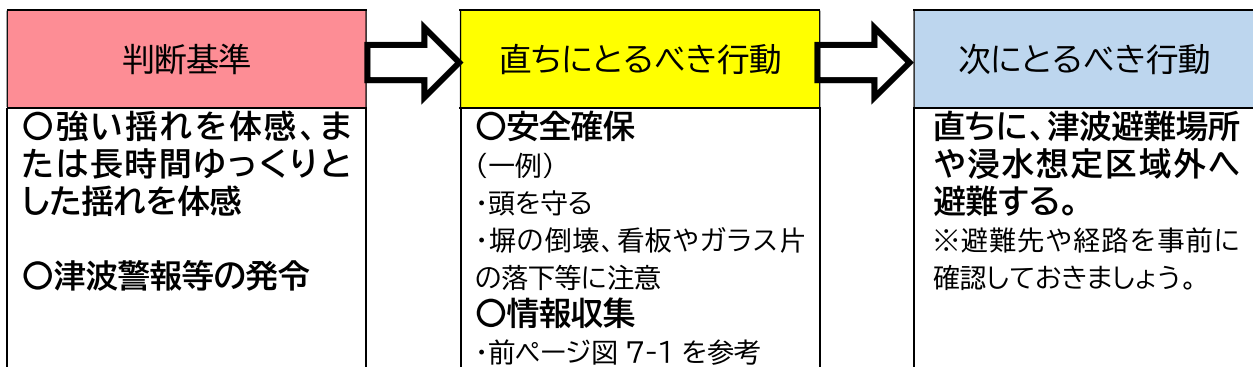 判断基準
〇強い揺れを体感、ま
たは長時間ゆっくりと
した揺れを体感
〇津波警報等の発令
直ちにとるべき行動
〇安全確保
（一例）
・頭を守る
・塀の倒壊、看板やガラス片
の落下等に注意
〇情報収集
・前ページ図 7-1 を参考
次にとるべき行動
直ちに、津波避難場所
や浸水想定区域外へ
避難する。
※避難先や経路を事前に
確認しておきましょう。